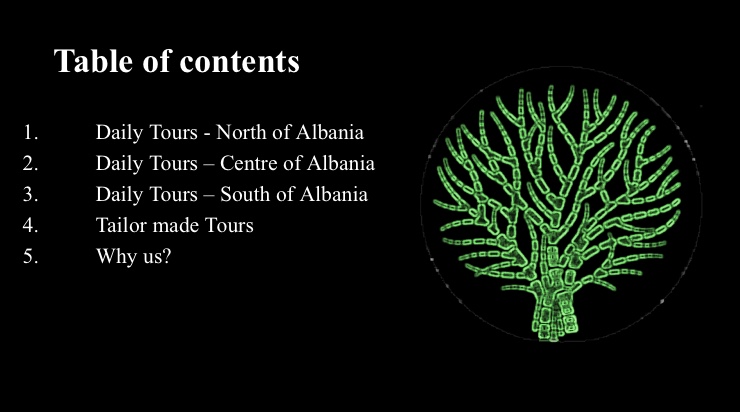 Table of contents
1. Daily Tours - North of Albania
2. Daily Tours – Centre of Albania
3. Daily Tours – South of Albania
4. Tailor made Tours
5. Why us?